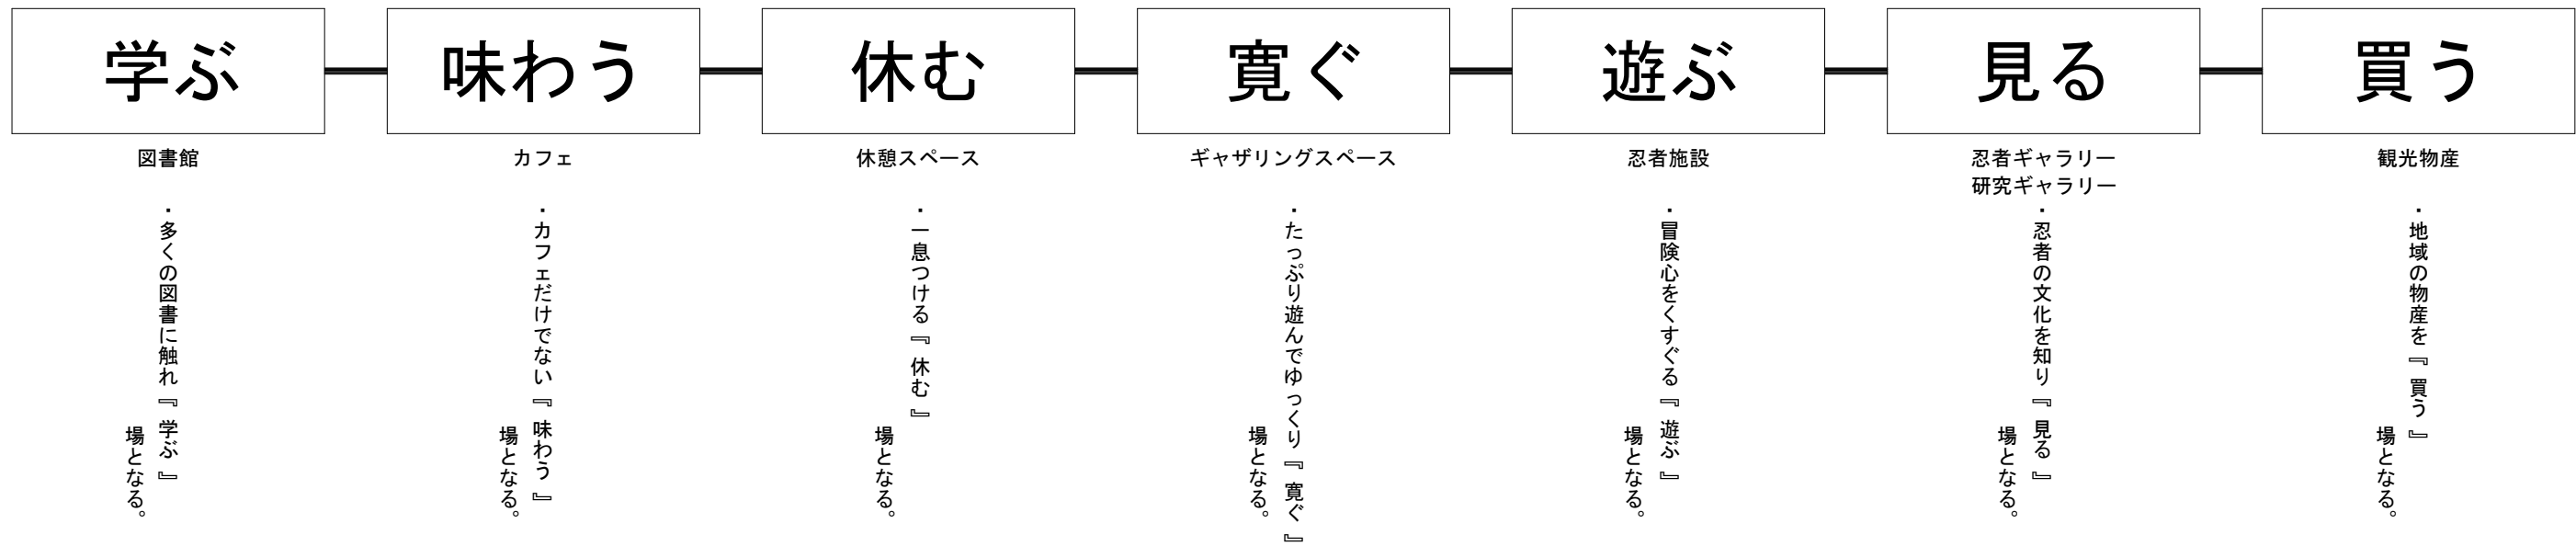 学ぶ
図書館
・多くの図書に触れ『学ぶ』
場となる。
味わう
カフェ
・カフェだけでない『味わう』
場となる。
休む
休憩スペース
・一息つける『休む』
場となる。
寛ぐ
ギャザリングスペース
・たっぷり遊んでゆっくり『寛ぐ』
場となる。
遊ぶ
忍者施設
・冒険心をくすぐる『遊ぶ』
場となる。
見る
忍者ギャラリー
研究ギャラリー
・忍者の文化を知り『見る』
場となる。
買う
観光物産
・地域の物産を『買う』
場となる。